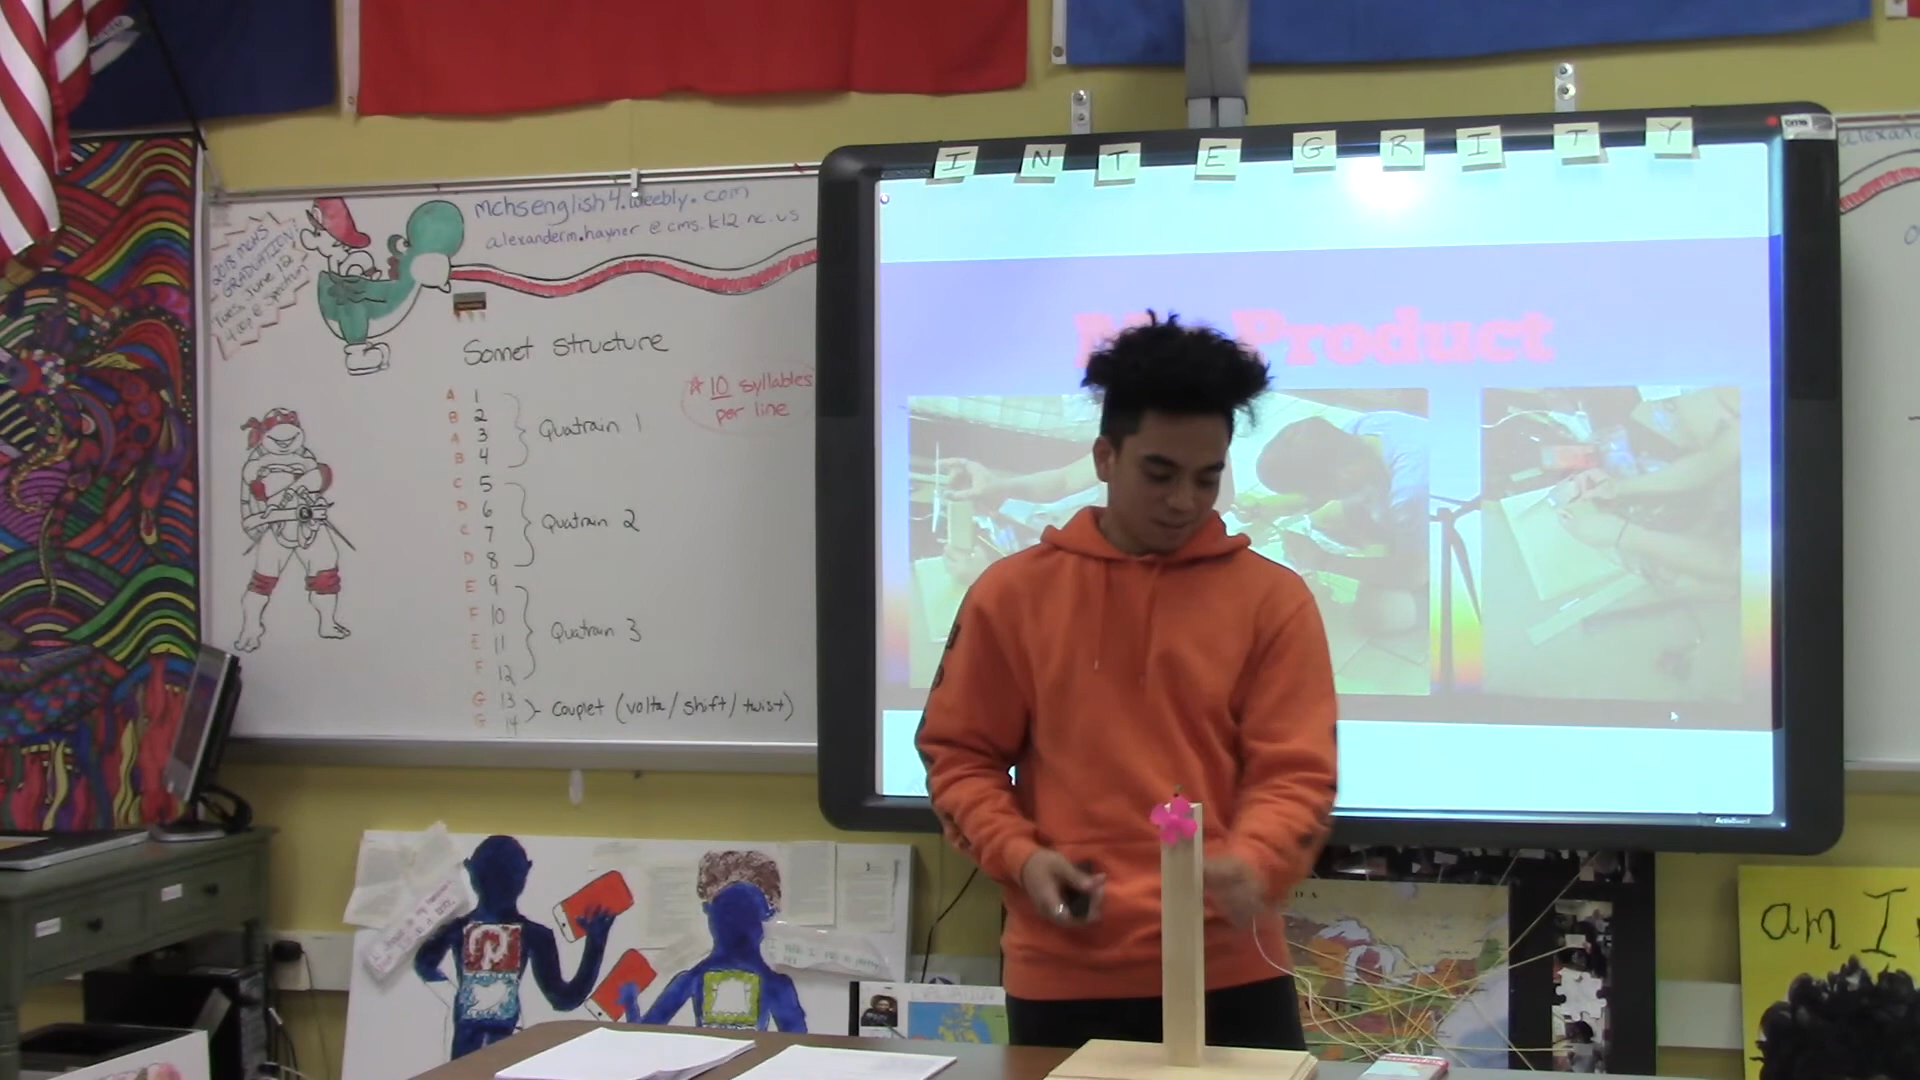 I N T E G R I T Y
mchsenglish4.weebly.com
alexanderm.hayner@cms.k12.nc.us
2018 MCHS
GRADUATION!
Tues, June 12
4:00p @ Spectrum
Sonnet structure
☆ 10 syllables
per line
A 1
B 2
A 3
B 4
Quatrain 1
C 5
D 6
C 7
D 8
Quatrain 2
E 9
F 10
E 11
F 12
Quatrain 3
G 13
G 14
Couplet (volta/shift/twist)
Product
am I